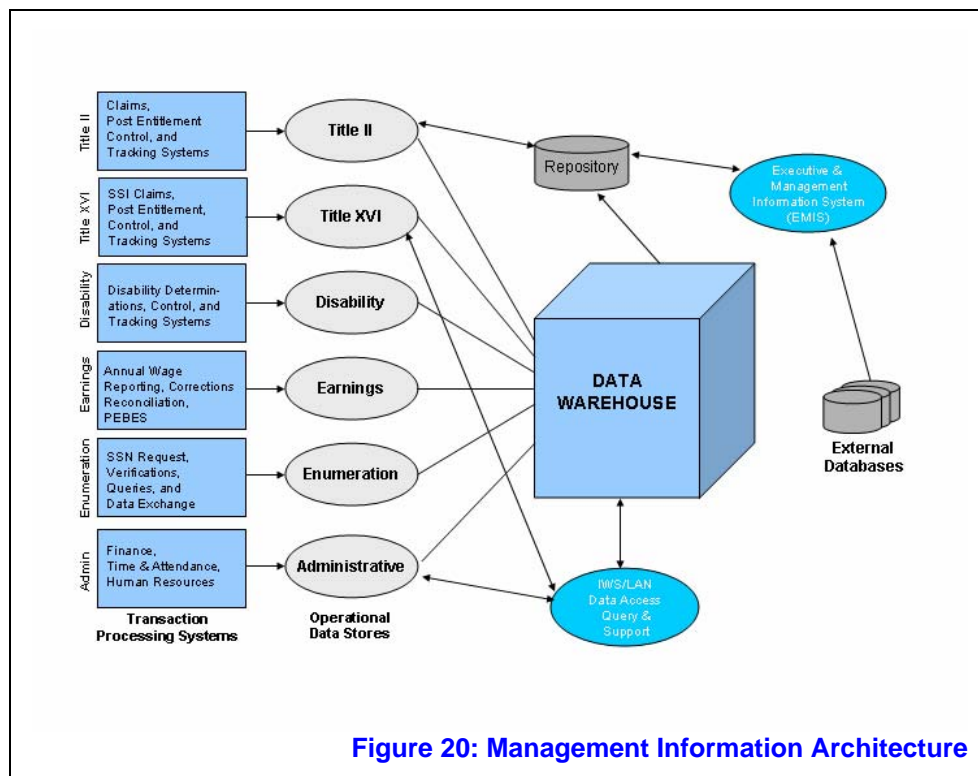 Title II
Claims,
Post Entitlement
Control, and
Tracking Systems
Title II
Title XVI
SSI Claims,
Post Entitlement,
Control, and
Tracking Systems
Title XVI
Disability
Disability Determin-
ations, Control, and
Tracking Systems
Disability
Earnings
Annual Wage
Reporting, Corrections
Reconciliation,
PEBES
Earnings
Enumeration
SSN Request,
Verifications,
Queries, and
Data Exchange
Enumeration
Admin
Finance,
Time & Attendance,
Human Resources
Administrative
Transaction
Processing Systems
Operational
Data Stores
Repository
Executive &
Management
Information System
(EMIS)
DATA
WAREHOUSE
External
Databases
IWS/LAN
Data Access
Query &
Support
Figure 20: Management Information Architecture